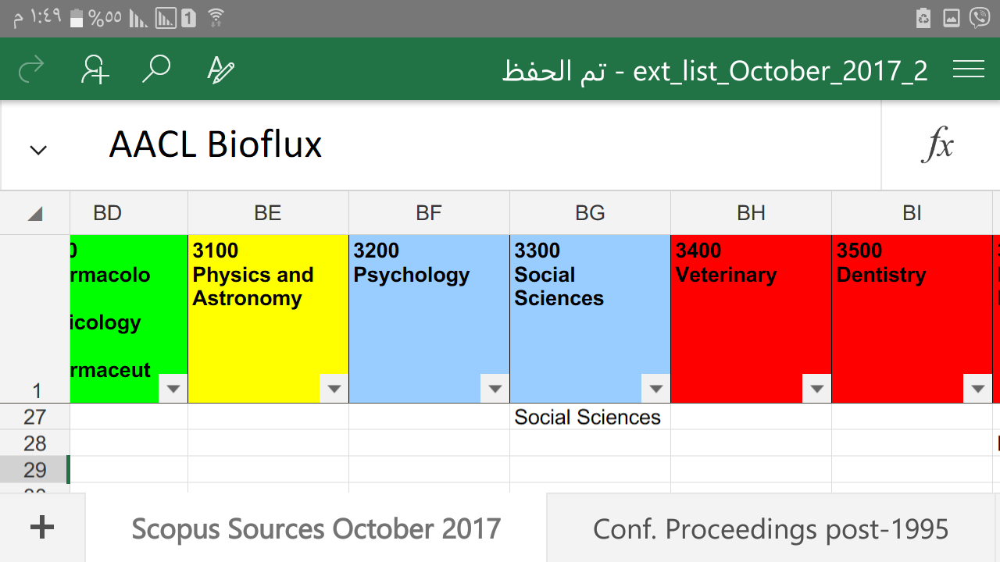 ١:٤٩ م
%٥٥
1
ext_list_October_2017_2 - تم الحفظ
AACL Bioflux
fx
BD BE BF BG BH BI
rmacolo
icology
rmaceut
3100
Physics and
Astronomy
3200
Psychology
3300
Social
Sciences
3400
Veterinary
3500
Dentistry
1
27 Social Sciences
28
29
+ Scopus Sources October 2017 Conf. Proceedings post-1995